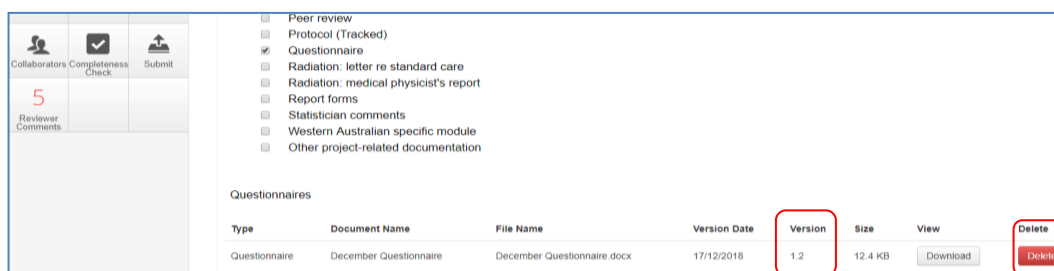 Peer review
Protocol (Tracked)
Questionnaire
Radiation: letter re standard care
Radiation: medical physicist's report
Report forms
Statistician comments
Western Australian specific module
Other project-related documentation
Collaborators
Completeness
Check
Submit
5
Reviewer
Comments
Questionnaires
Type Document Name File Name Version Date Version Size View Delete
Questionnaire December Questionnaire December Questionnaire.docx 17/12/2018 1.2 12.4 KB Download Delete